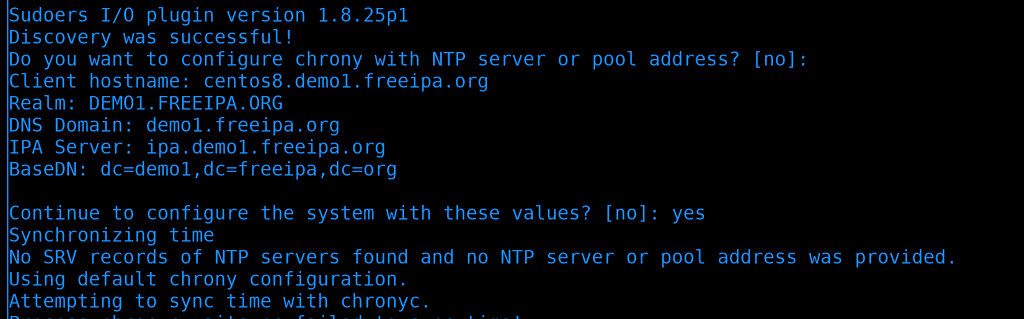 Sudoers I/O plugin version 1.8.25p1
Discovery was successful!
Do you want to configure chrony with NTP server or pool address? [no]:
Client hostname: centos8.demo1.freeipa.org
Realm: DEMO1.FREEIPA.ORG
DNS Domain: demo1.freeipa.org
IPA Server: ipa.demo1.freeipa.org
BaseDN: dc=demo1,dc=freeipa,dc=org
Continue to configure the system with these values? [no]: yes
Synchronizing time
No SRV records of NTP servers found and no NTP server or pool address was provided.
Using default chrony configuration.
Attempting to sync time with chronyc.